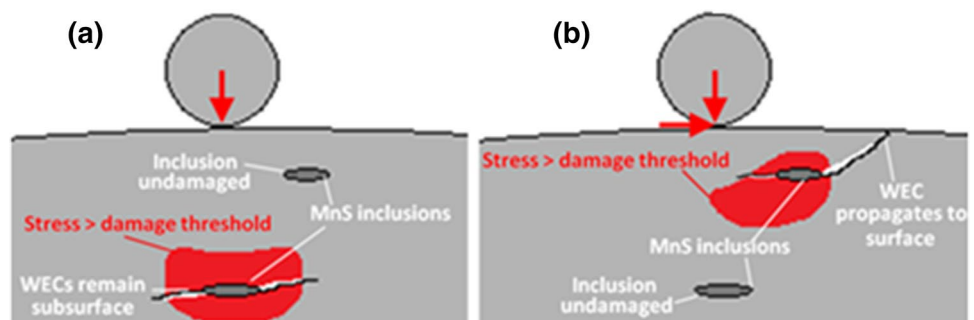 (a)
Inclusion
undamaged
MnS inclusions
Stress > damage threshold
WECs remain
subsurface
(b)
Stress > damage threshold
WEC
propagates to
surface
MnS inclusions
Inclusion
undamaged